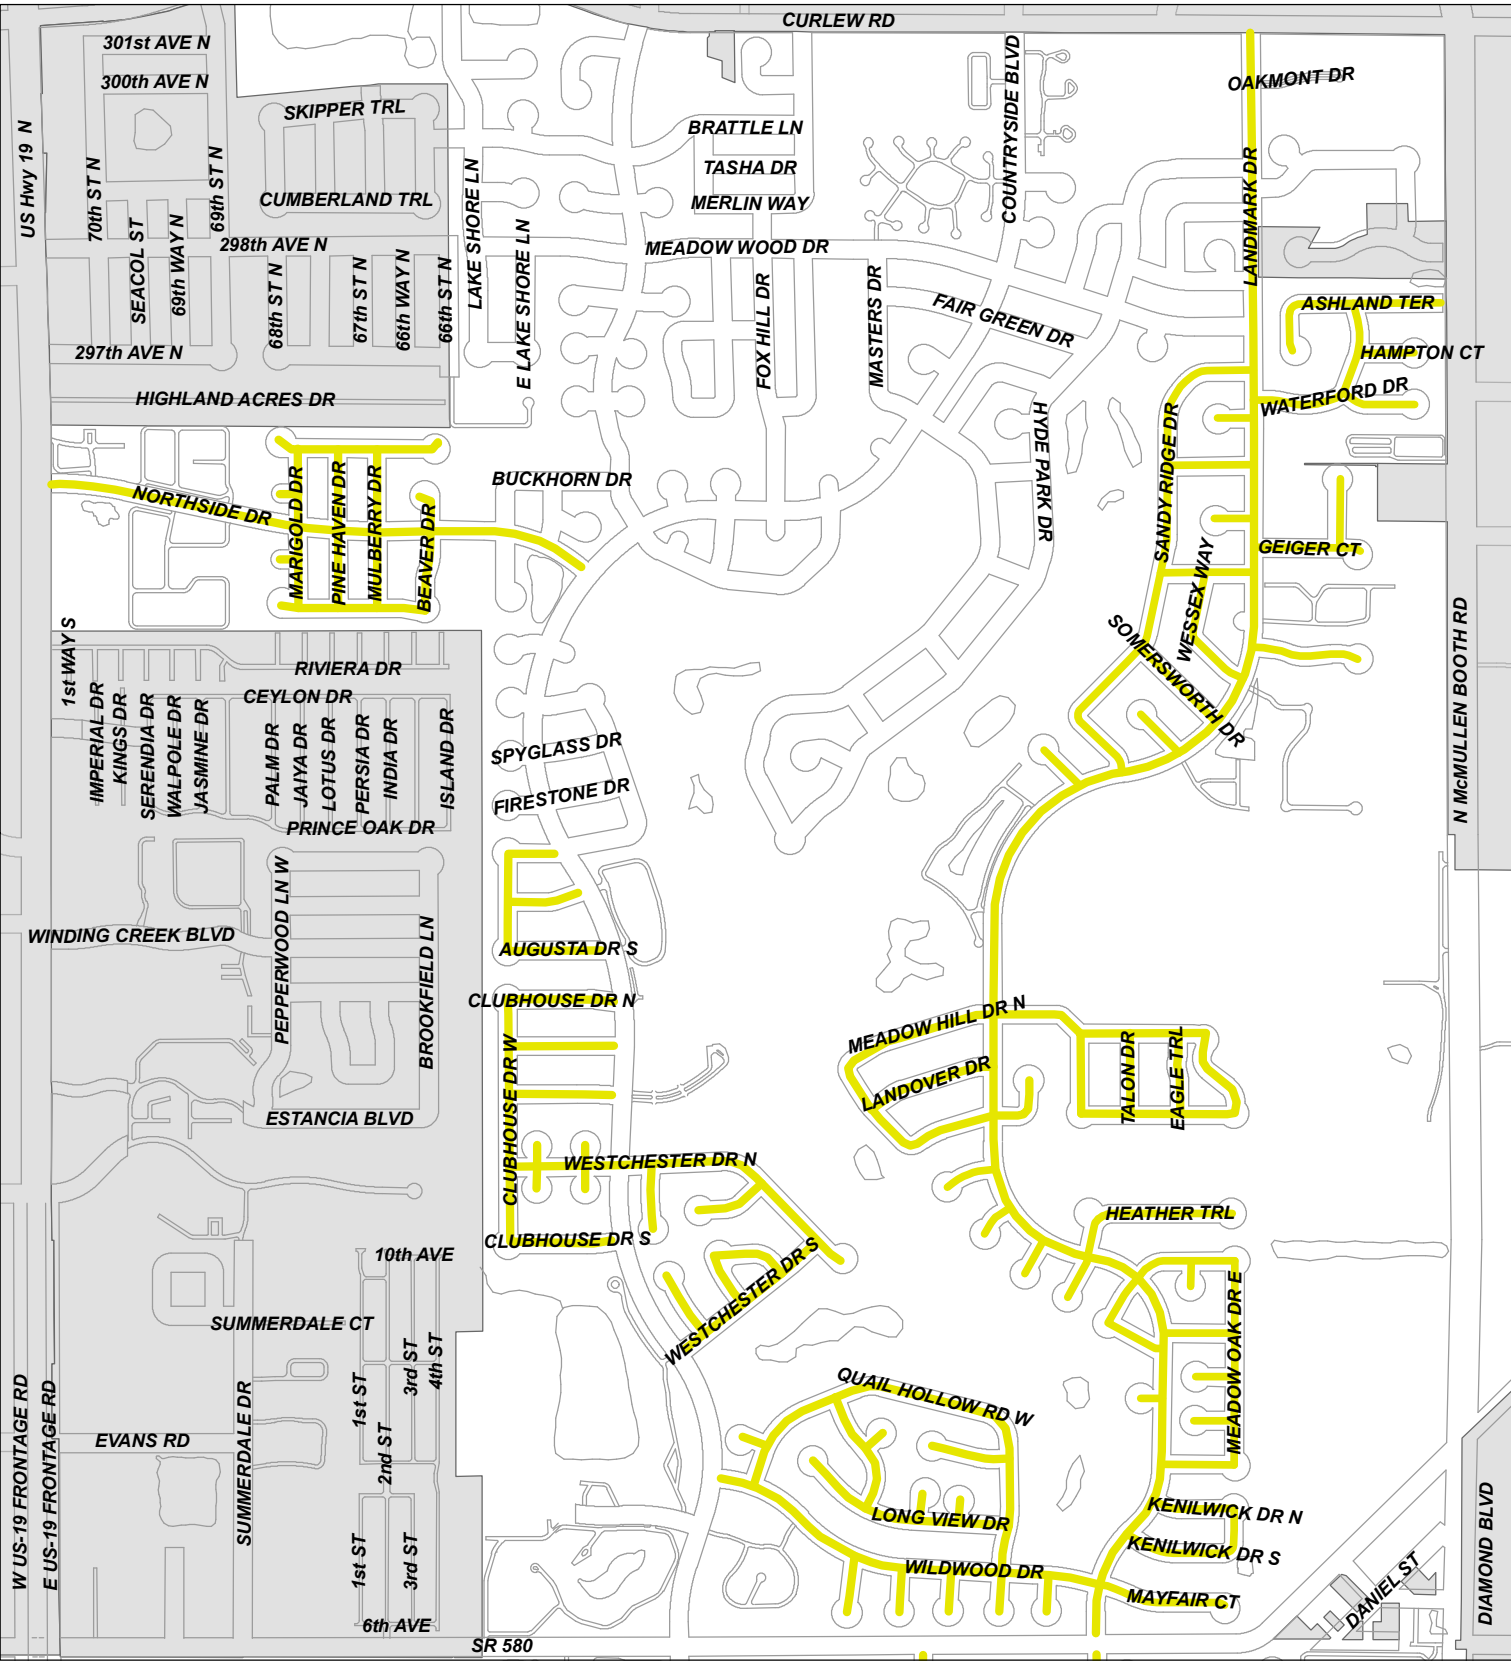 CURLEW RD
301st AVE N
300th AVE N
SKIPPER TRL
OAKMONT DR
COUNTRYSIDE BLVD
US Hwy 19 N
BRATTLE LN
TASHA DR
MERLIN WAY
70th ST N
69th ST N
CUMBERLAND TRL
LAKE SHORE LN
LANDMARK DR
SEACOL ST
69th WAY N
298th AVE N
MEADOW WOOD DR
E LAKE SHORE LN
68th ST N
67th ST N
66th WAY N
66th ST N
FOX HILL DR
MASTERS DR
FAIR GREEN DR
ASHLAND TER
297th AVE N
HAMPTON CT
HIGHLAND ACRES DR
WATERFORD DR
HYDE PARK DR
SANDY RIDGE DR
BUCKHORN DR
NORTHSIDE DR
MARIGOLD DR
PINE HAVEN DR
MULBERRY DR
BEAVER DR
GEIGER CT
WESSEX WAY
SOMERSWORTH DR
N McMULLEN BOOTH RD
1st WAY S
RIVIERA DR
CEYLON DR
IMPERIAL DR
KINGS DR
SERENDIA DR
WALPOLE DR
JASMINE DR
PALM DR
JAIYA DR
LOTUS DR
PERSIA DR
INDIA DR
ISLAND DR
SPYGLASS DR
FIRESTONE DR
PRINCE OAK DR
PEPPERWOOD LN W
WINDING CREEK BLVD
BROOKFIELD LN
AUGUSTA DR S
CLUBHOUSE DR N
CLUBHOUSE DR W
MEADOW HILL DR N
LANDOVER DR
TALON DR
EAGLE TRL
ESTANCIA BLVD
WESTCHESTER DR N
HEATHER TRL
CLUBHOUSE DR S
10th AVE
WESTCHESTER DR S
MEADOW OAK DR E
SUMMERDALE CT
3rd ST
4th ST
1st ST
2nd ST
QUAIL HOLLOW RD W
W US-19 FRONTAGE RD
E US-19 FRONTAGE RD
EVANS RD
SUMMERDALE DR
LONG VIEW DR
KENILWICK DR N
KENILWICK DR S
1st ST
3rd ST
WILDWOOD DR
MAYFAIR CT
DANIEL ST
DIAMOND BLVD
6th AVE
SR 580